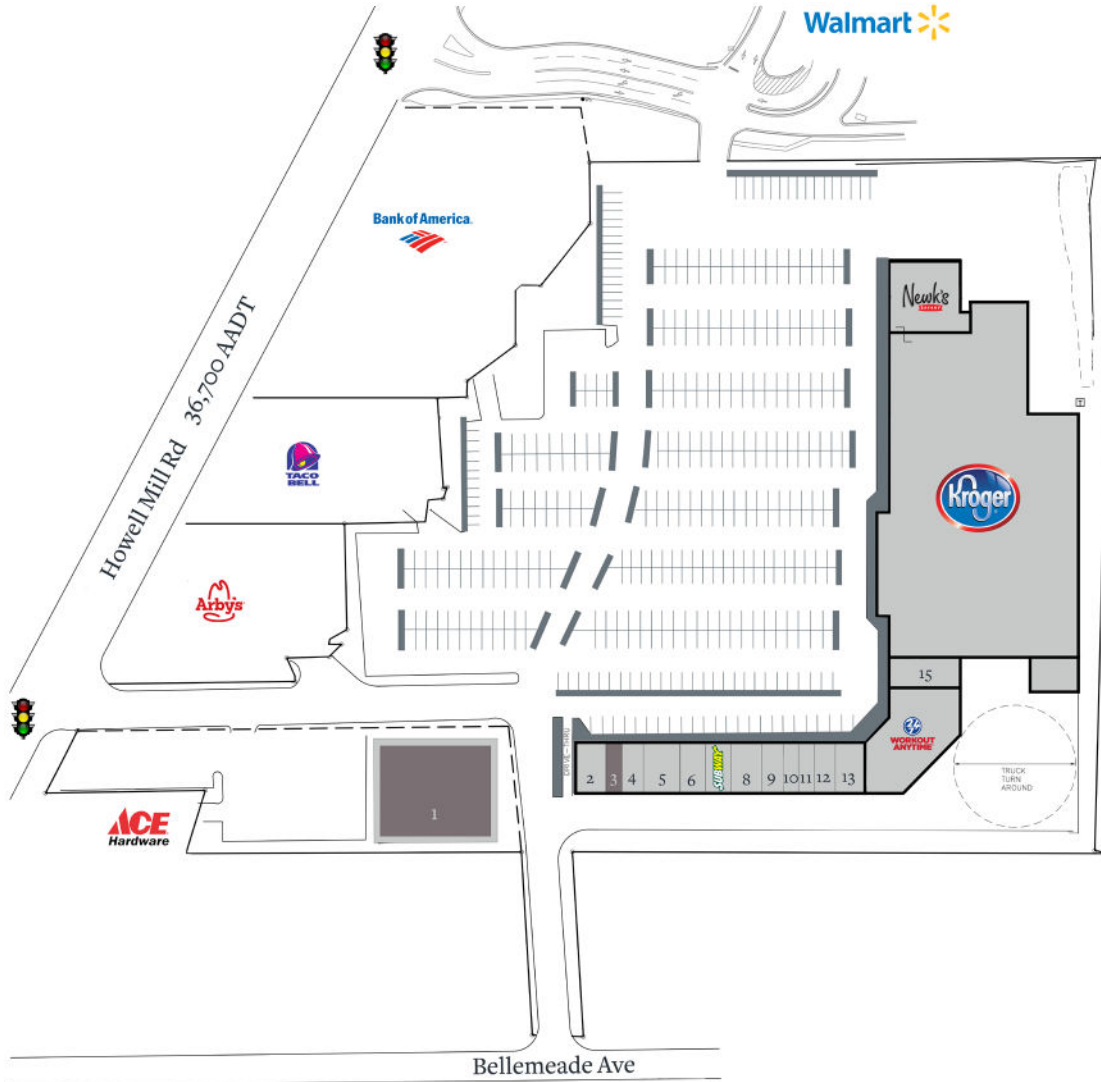 Walmart
Bank of America
Newk's
EATERY
Howell Mill Rd 36,700 AADT
TACO
BELL
Kroger
T
Arby's
15
24
WORKOUT
ANYTIME
DRIVE-THRU
2
3
4
5
6
SUBWAY
8
9
10
11
12
13
TRUCK
TURN
AROUND
ACE
Hardware
1
Bellemeade Ave